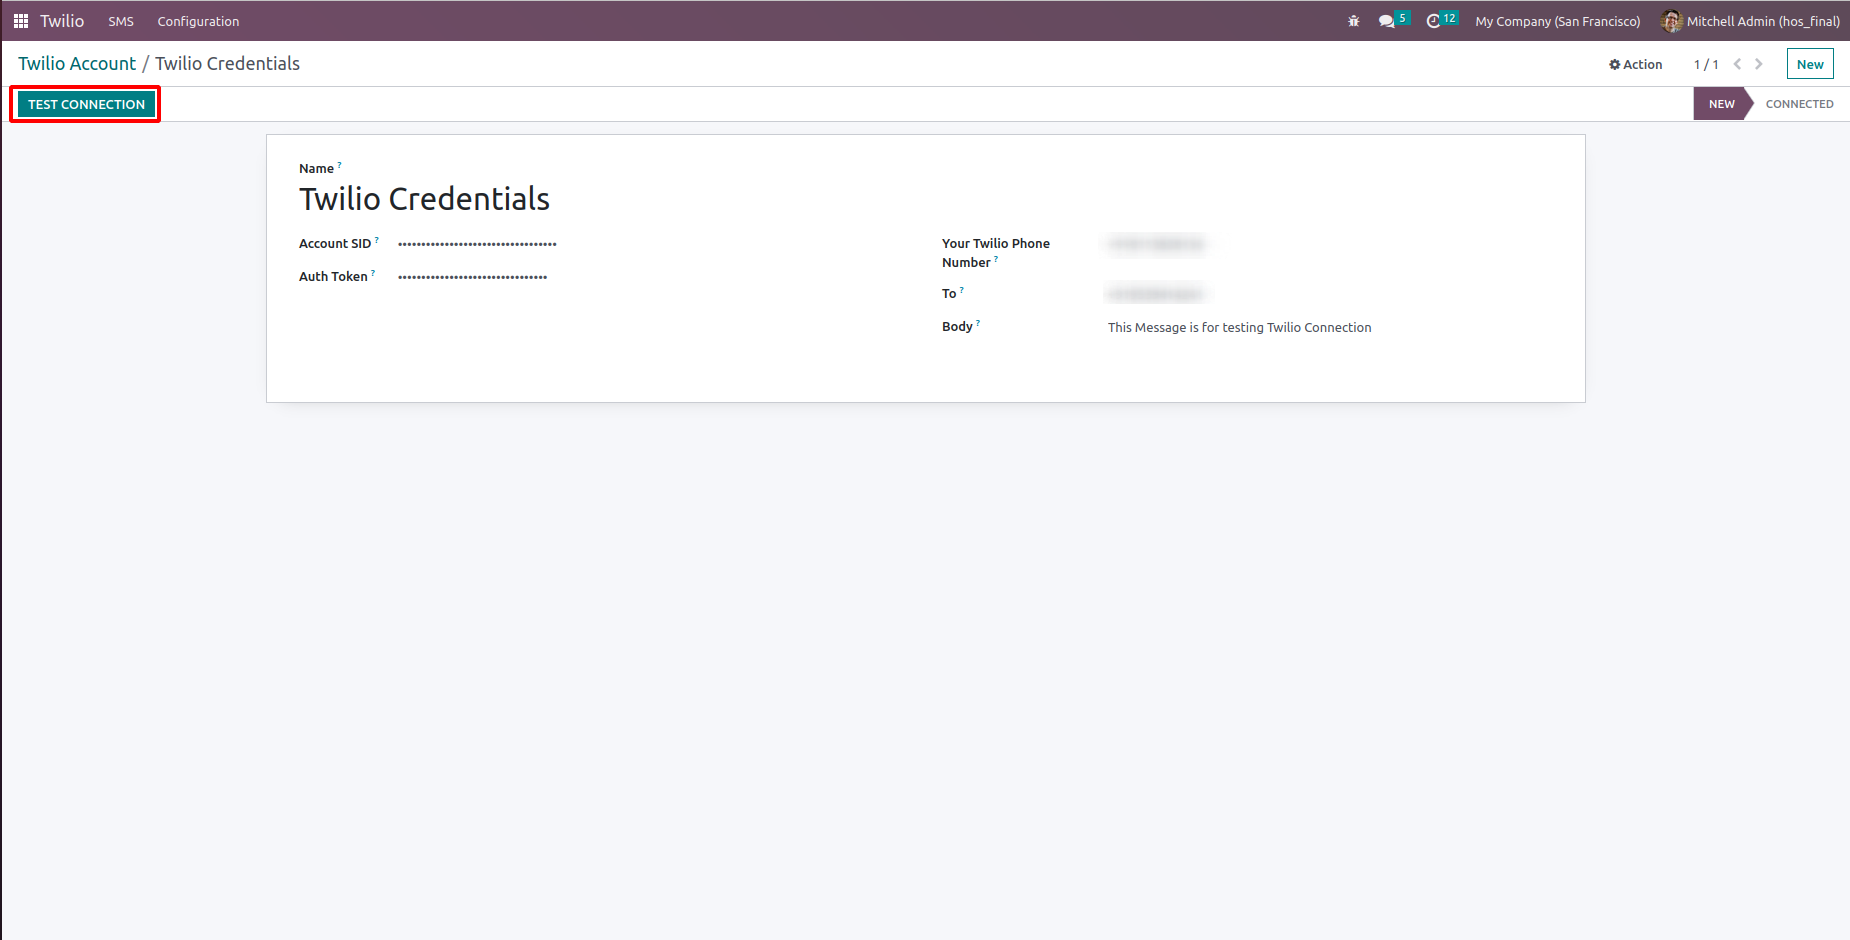 Twilio SMS Configuration 5 12 My Company (San Francisco) Mitchell Admin (hos_final)
Twilio Account / Twilio Credentials Action 1 / 1 New
TEST CONNECTION NEW CONNECTED
Name ?
Twilio Credentials
Account SID ? ••••••••••••••••••••••••••••••••••
Auth Token ? ••••••••••••••••••••••••••••••••
Your Twilio Phone
Number ?
To ?
Body ? This Message is for testing Twilio Connection